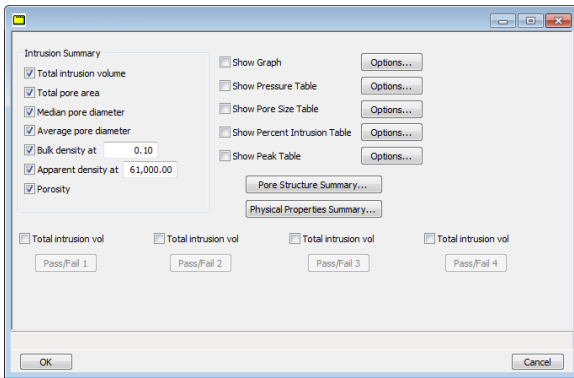 Intrusion Summary
Total intrusion volume
Total pore area
Median pore diameter
Average pore diameter
Bulk density at 0.10
Apparent density at 61,000.00
Porosity
Show Graph Options...
Show Pressure Table Options...
Show Pore Size Table Options...
Show Percent Intrusion Table Options...
Show Peak Table Options...
Pore Structure Summary...
Physical Properties Summary...
Total intrusion vol Total intrusion vol Total intrusion vol Total intrusion vol
Pass/Fail 1 Pass/Fail 2 Pass/Fail 3 Pass/Fail 4
OK Cancel